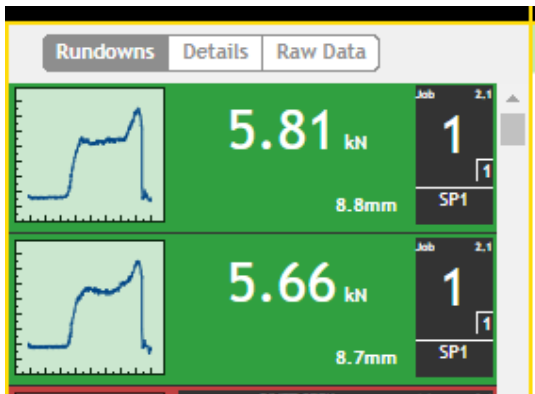 Rundowns Details Raw Data
5.81 kN
8.8mm
Job 2.1
1
1
SP1
5.66 kN
8.7mm
Job 2.1
1
1
SP1